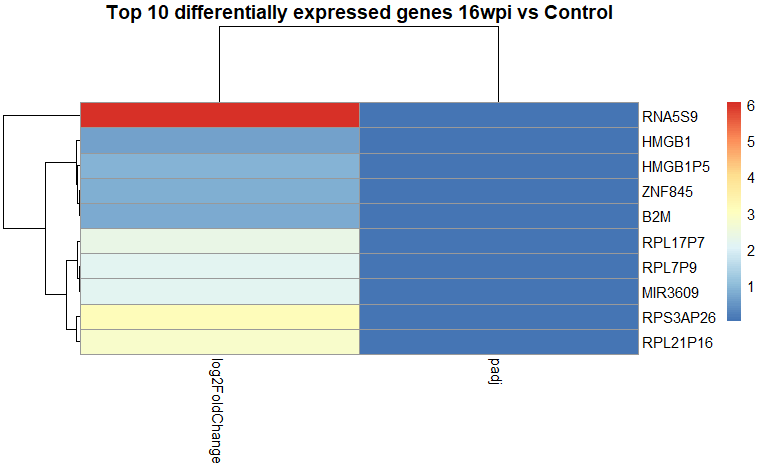 Top 10 differentially expressed genes 16wpi vs Control
RNA5S9
HMGB1
HMGB1P5
ZNF845
B2M
RPL17P7
RPL7P9
MIR3609
RPS3AP26
RPL21P16
6
5
4
3
2
1
log2FoldChange
padj